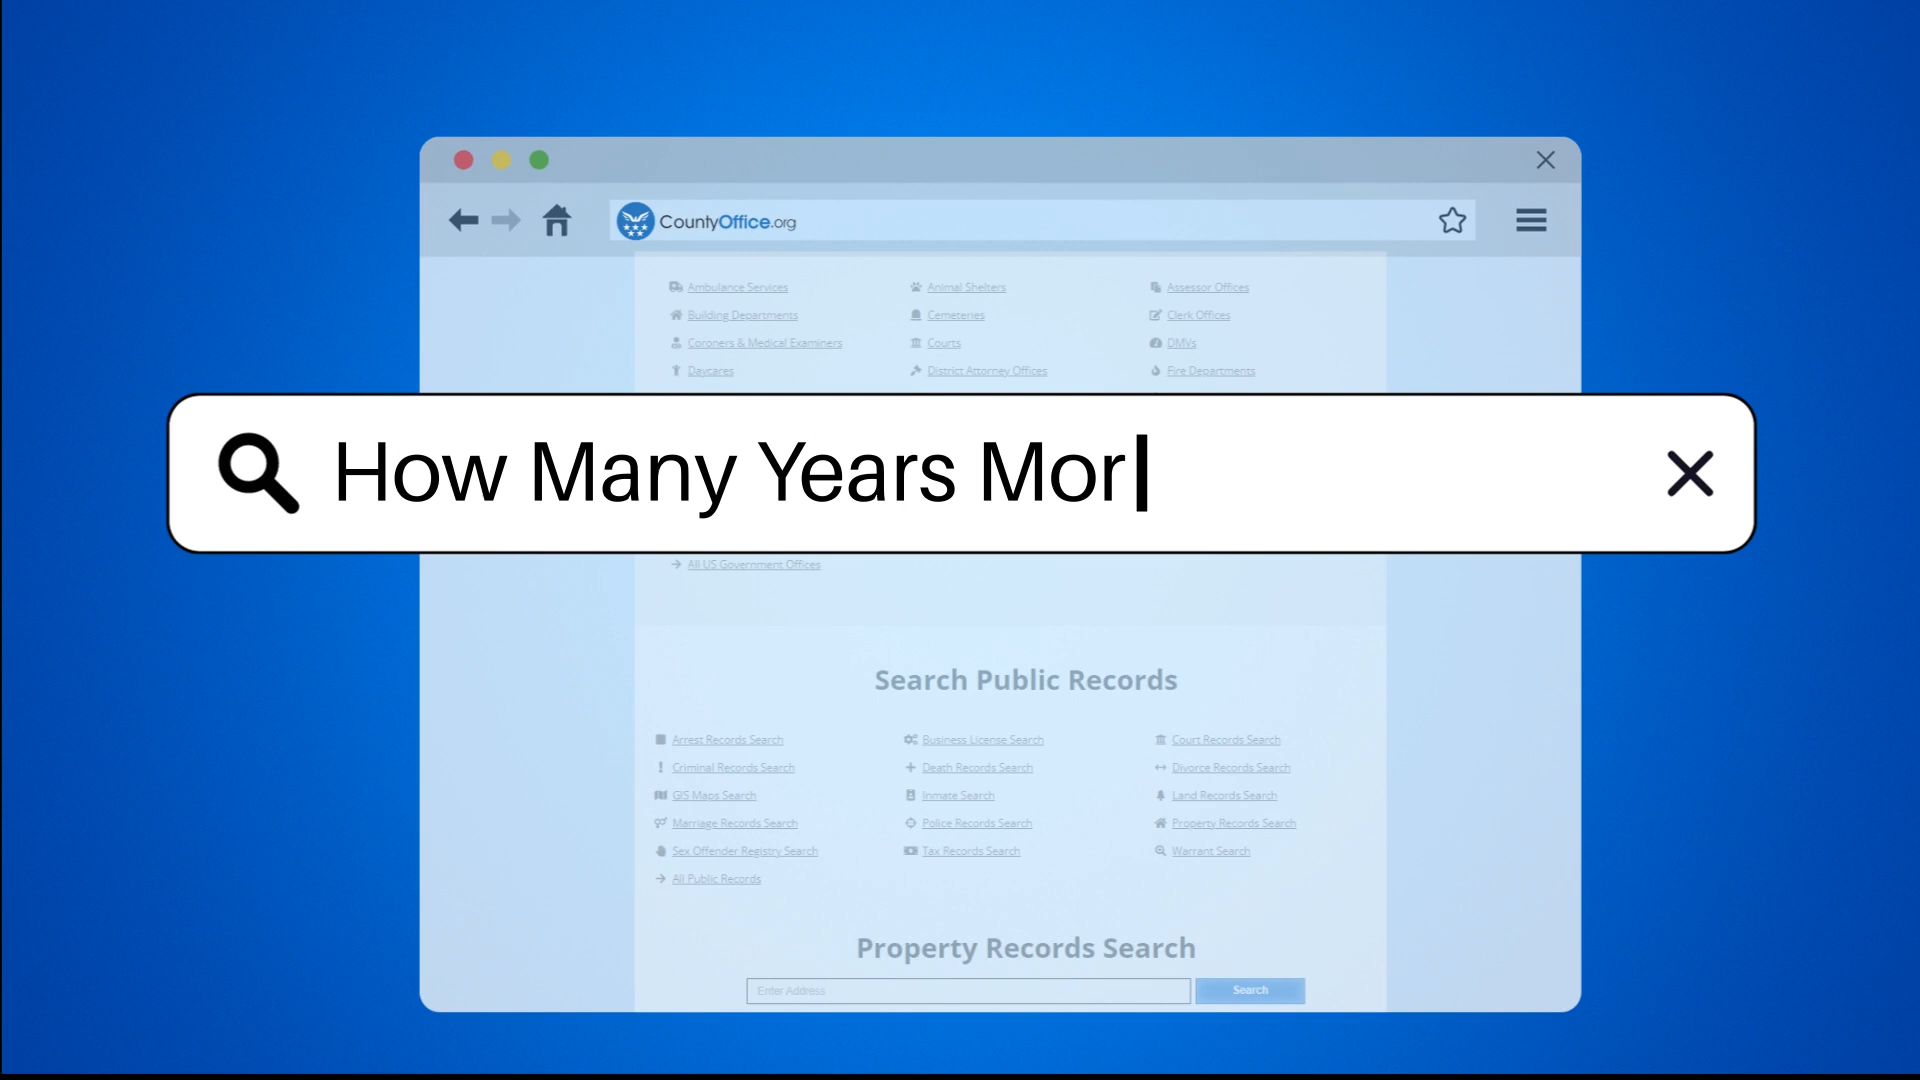 CountyOffice.org
Ambulance Services Animal Shelters Assessor Offices
Building Departments Cemeteries Clerk Offices
Coroners & Medical Examiners Courts DMVs
Daycares District Attorney Offices Fire Departments
How Many Years Mor
All US Government Offices
Search Public Records
Arrest Records Search Business License Search Court Records Search
Criminal Records Search Death Records Search Divorce Records Search
GIS Maps Search Inmate Search Land Records Search
Marriage Records Search Police Records Search Property Records Search
Sex Offender Registry Search Tax Records Search Warrant Search
All Public Records
Property Records Search
Enter Address Search